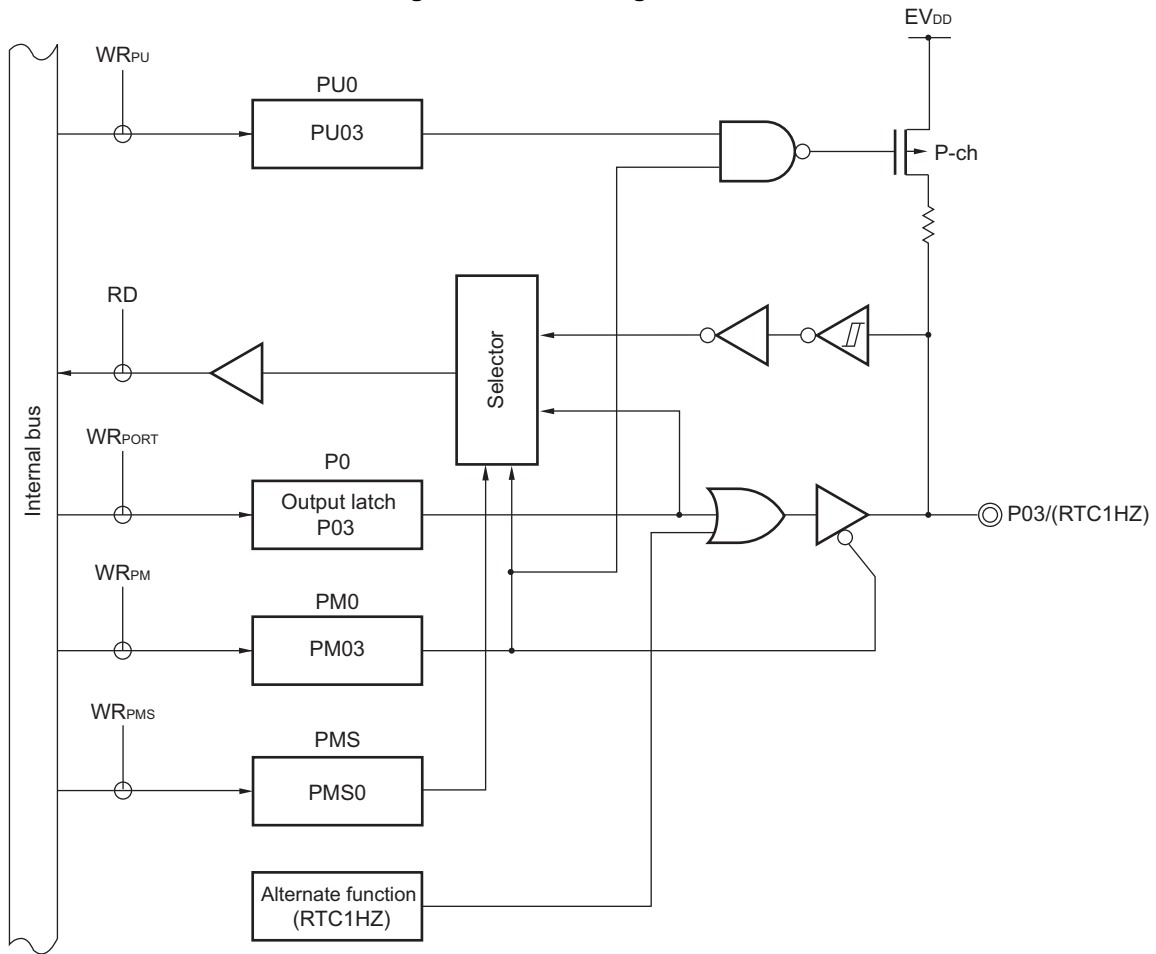 EVDD
WRPU
PU0
PU03
P-ch
RD
Selector
Internal bus
WRPORT
P0
Output latch
P03
P03/(RTC1HZ)
WRPM
PM0
PM03
WRPMS
PMS
PMS0
Alternate function
(RTC1HZ)